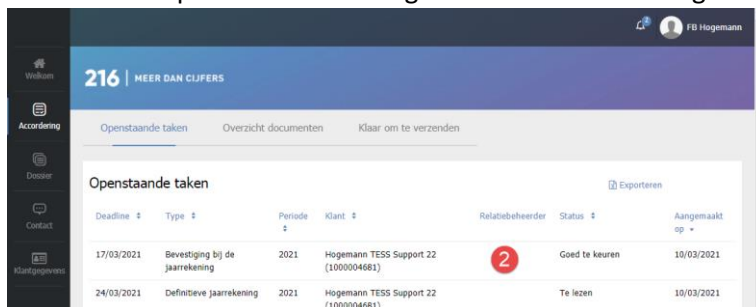 2 FB Hogemann
Welkom
216 | MEER DAN CIJFERS
Accordering
Openstaande taken Overzicht documenten Klaar om te verzenden
Dossier
Openstaande taken Exporteren
Contact
Deadline Type Periode Klant Relatiebeheerder Status Aangemaakt op
Klantgegevens
17/03/2021 Bevestiging bij de jaarrekening 2021 Hogemann TESS Support 22 (1000004681) 2 Goed te keuren 10/03/2021
24/03/2021 Definitieve jaarrekening 2021 Hogemann TESS Support 22 (1000004681) Te lezen 10/03/2021